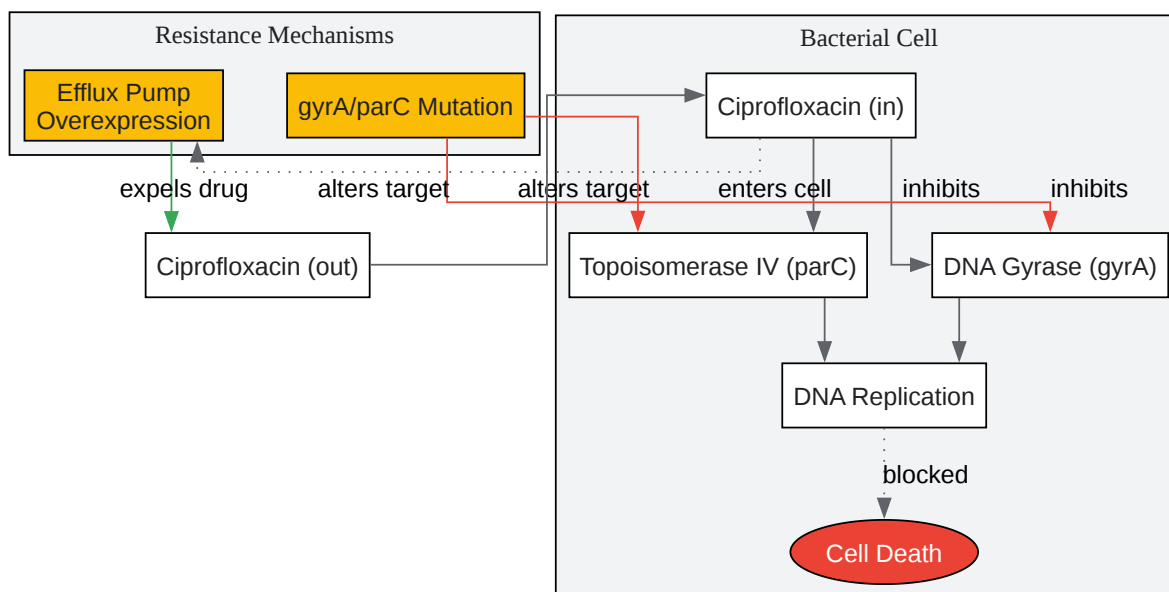 Resistance Mechanisms
Bacterial Cell
Efflux Pump
Overexpression
gyrA/parC Mutation
Ciprofloxacin (in)
expels drug
alters target
alters target
enters cell
inhibits
inhibits
Ciprofloxacin (out)
Topoisomerase IV (parC)
DNA Gyrase (gyrA)
DNA Replication
blocked
Cell Death